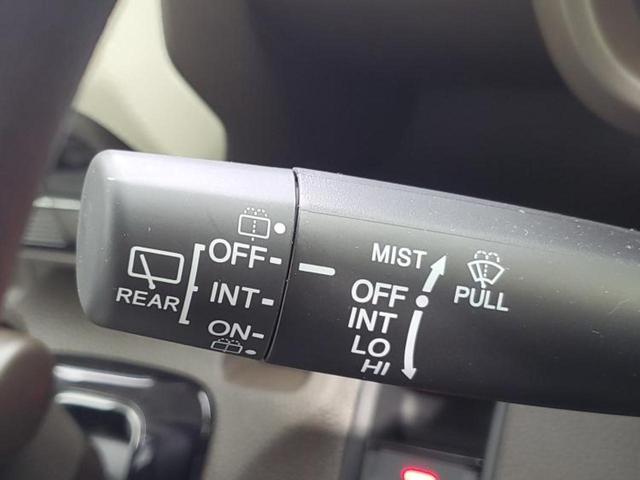 REAR
OFF
INT
ON
MIST
OFF
INT
LO
HI
PULL